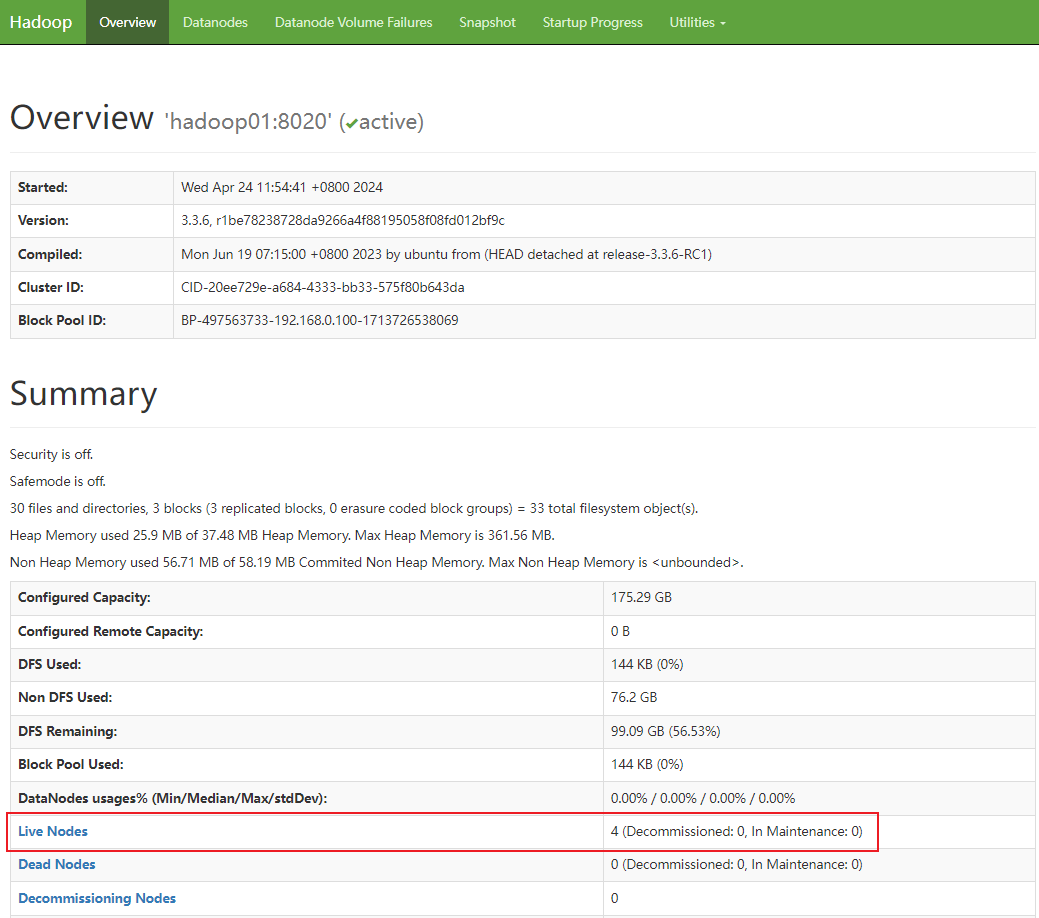 Hadoop Overview Datanodes Datanode Volume Failures Snapshot Startup Progress Utilities
Overview 'hadoop01:8020' (✔active)
Started: Wed Apr 24 11:54:41 +0800 2024
Version: 3.3.6, r1be78238728da9266a4f88195058f08fd012bf9c
Compiled: Mon Jun 19 07:15:00 +0800 2023 by ubuntu from (HEAD detached at release-3.3.6-RC1)
Cluster ID: CID-20ee729e-a684-4333-bb33-575f80b643da
Block Pool ID: BP-497563733-192.168.0.100-1713726538069
Summary
Security is off.
Safemode is off.
30 files and directories, 3 blocks (3 replicated blocks, 0 erasure coded block groups) = 33 total filesystem object(s).
Heap Memory used 25.9 MB of 37.48 MB Heap Memory. Max Heap Memory is 361.56 MB.
Non Heap Memory used 56.71 MB of 58.19 MB Commited Non Heap Memory. Max Non Heap Memory is <unbounded>.
Configured Capacity: 175.29 GB
Configured Remote Capacity: 0 B
DFS Used: 144 KB (0%)
Non DFS Used: 76.2 GB
DFS Remaining: 99.09 GB (56.53%)
Block Pool Used: 144 KB (0%)
DataNodes usages% (Min/Median/Max/stdDev): 0.00% / 0.00% / 0.00% / 0.00%
Live Nodes 4 (Decommissioned: 0, In Maintenance: 0)
Dead Nodes 0 (Decommissioned: 0, In Maintenance: 0)
Decommissioning Nodes 0